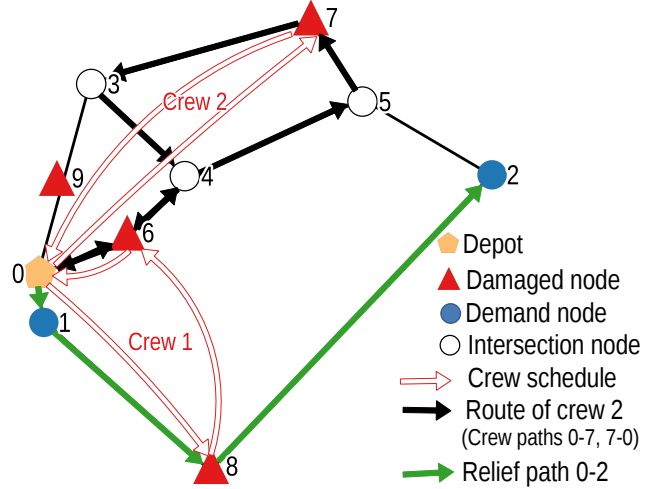 7
3
Crew 2
5
9
4
2
6
0
Depot
Damaged node
1
Demand node
Crew 1
Intersection node
Crew schedule
Route of crew 2
(Crew paths 0-7, 7-0)
8
Relief path 0-2